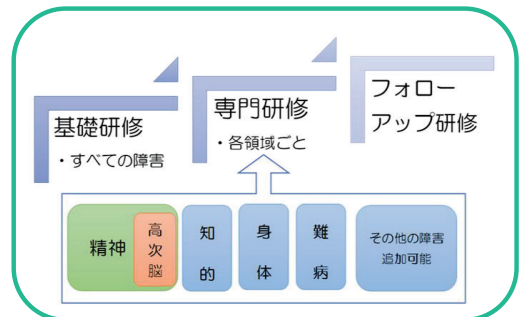 基礎研修
・すべての障害
専門研修
・各領域ごと
フォロー
アップ研修
精神
高次脳
知的
身体
難病
その他の障害
追加可能